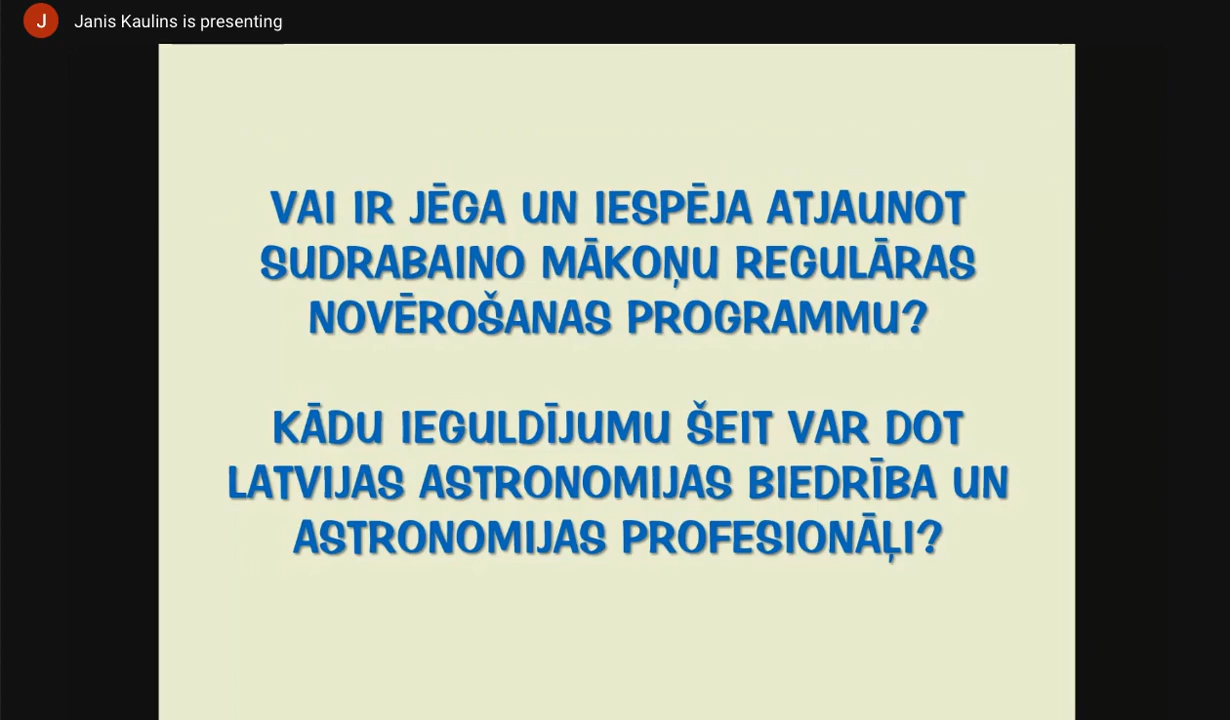 J Janis Kaulins is presenting
VAI IR JĒGA UN IESPĒJA ATJAUNOT
SUDRABAINO MĀKOŅU REGULĀRAS
NOVĒROŠANAS PROGRAMMU?
KĀDU IEGULDĪJUMU ŠEIT VAR DOT
LATVIJAS ASTRONOMIJAS BIEDRĪBA UN
ASTRONOMIJAS PROFESIONĀĻI?